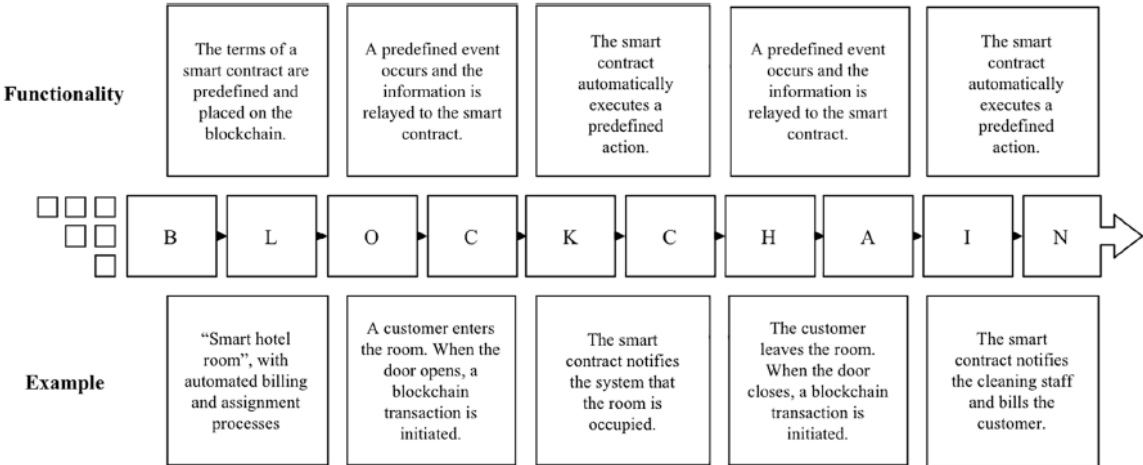 Functionality
The terms of a
smart contract are
predefined and
placed on the
blockchain.
A predefined event
occurs and the
information is
relayed to the smart
contract.
The smart
contract
automatically
executes a
predefined
action.
A predefined event
occurs and the
information is
relayed to the smart
contract.
The smart
contract
automatically
executes a
predefined
action.
B L O C K C H A I N
Example
“Smart hotel
room”, with
automated billing
and assignment
processes
A customer enters
the room. When the
door opens, a
blockchain
transaction is
initiated.
The smart
contract notifies
the system that
the room is
occupied.
The customer
leaves the room.
When the door
closes, a blockchain
transaction is
initiated.
The smart
contract notifies
the cleaning staff
and bills the
customer.